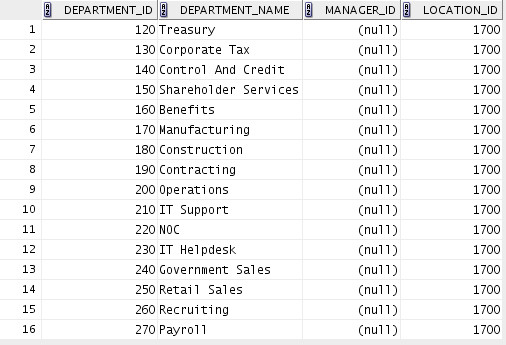 DEPARTMENT_ID DEPARTMENT_NAME MANAGER_ID LOCATION_ID
1 120 Treasury (null) 1700
2 130 Corporate Tax (null) 1700
3 140 Control And Credit (null) 1700
4 150 Shareholder Services (null) 1700
5 160 Benefits (null) 1700
6 170 Manufacturing (null) 1700
7 180 Construction (null) 1700
8 190 Contracting (null) 1700
9 200 Operations (null) 1700
10 210 IT Support (null) 1700
11 220 NOC (null) 1700
12 230 IT Helpdesk (null) 1700
13 240 Government Sales (null) 1700
14 250 Retail Sales (null) 1700
15 260 Recruiting (null) 1700
16 270 Payroll (null) 1700